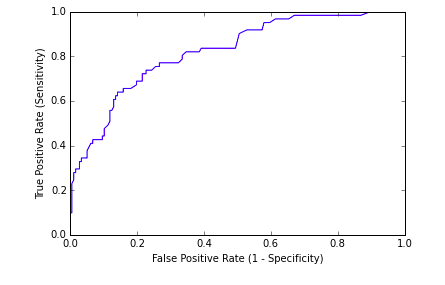 1.0
0.8
0.6
0.4
0.2
0.0
True Positive Rate (Sensitivity)
0.0 0.2 0.4 0.6 0.8 1.0
False Positive Rate (1 - Specificity)